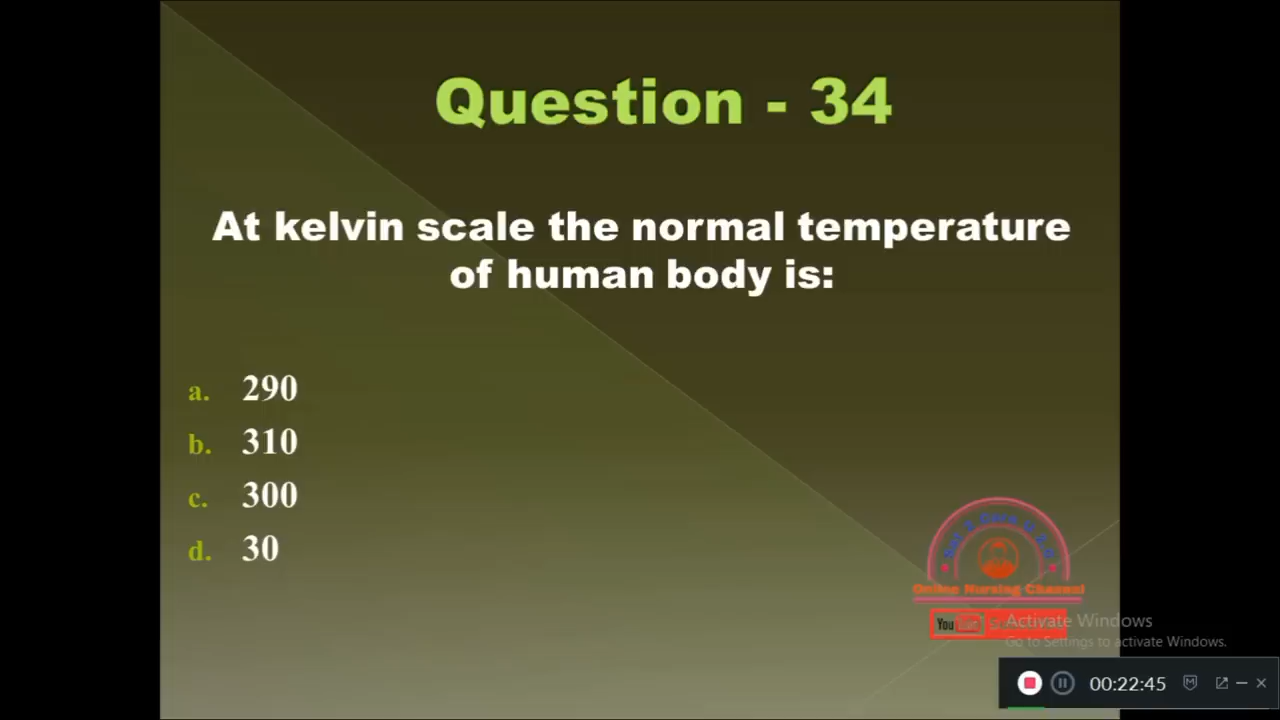 Question - 34
At kelvin scale the normal temperature
of human body is:
a. 290
b. 310
c. 300
d. 30
Online Nursing Channel
You
Activate Windows
Go to Settings to activate Windows.
00:22:45